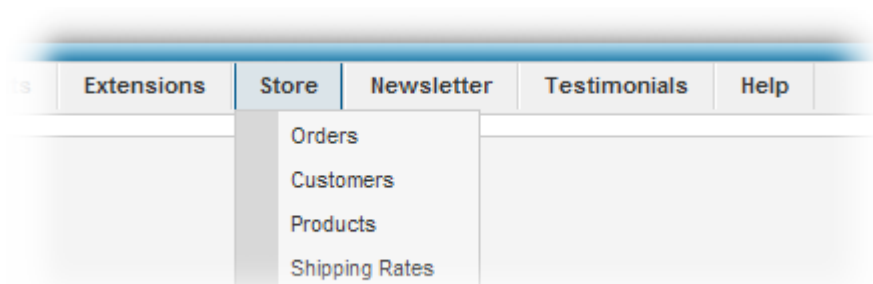 Extensions Store Newsletter Testimonials Help
Orders
Customers
Products
Shipping Rates